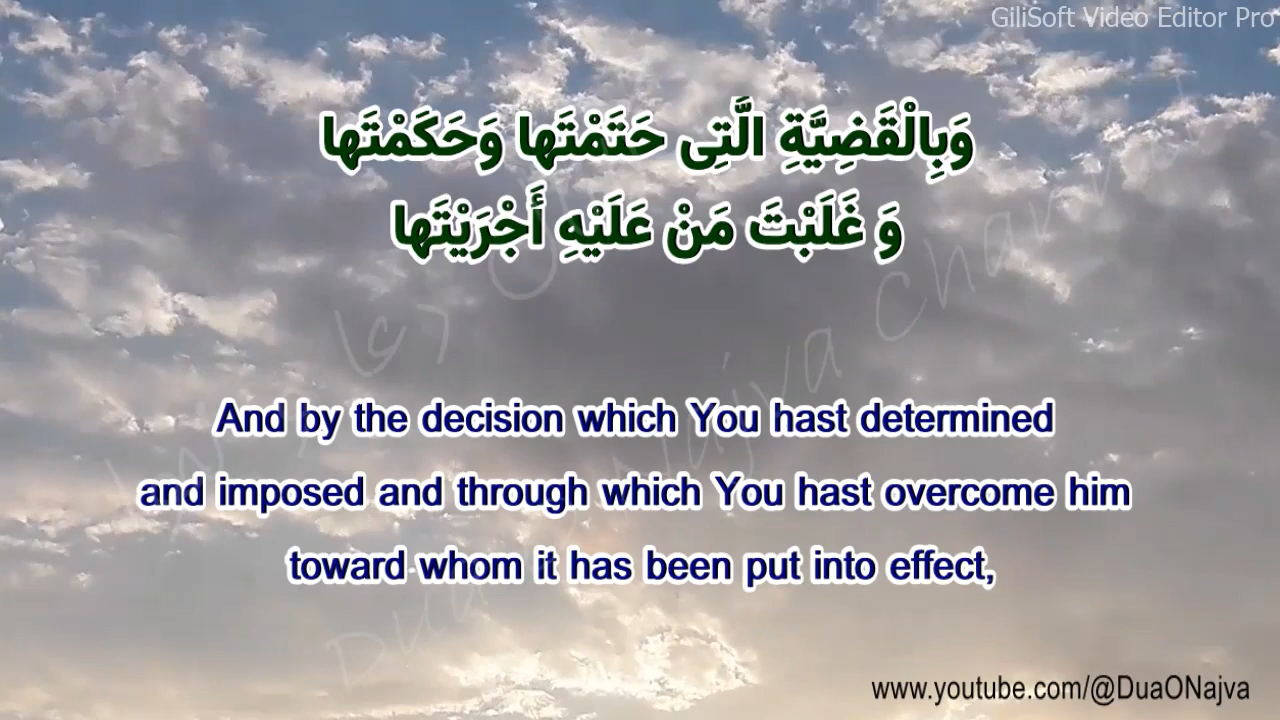 GiliSoft Video Editor Pro
وَبِالْقَضِيَّةِ الَّتِى حَتَمْتَها وَحَكَمْتَها
وَ غَلَبْتَ مَنْ عَلَيْهِ أَجْرَيْتَها
And by the decision which You hast determined
and imposed and through which You hast overcome him
toward whom it has been put into effect,
www.youtube.com/@DuaONajva